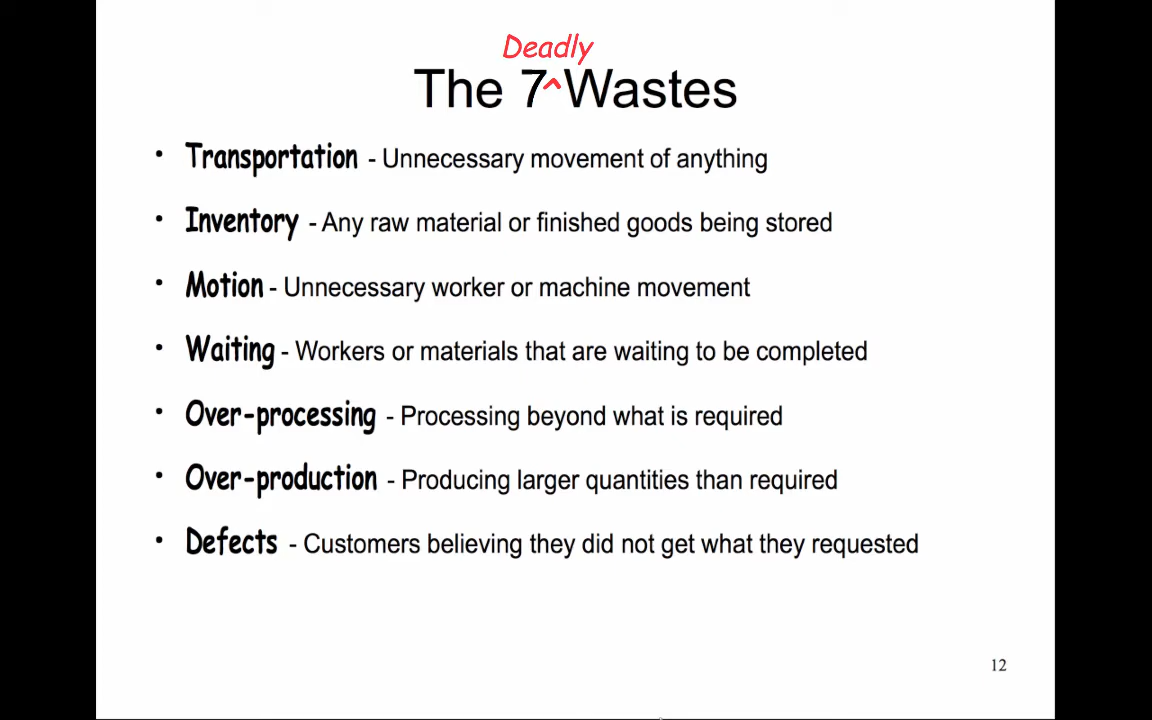 Deadly
The 7^Wastes
• Transportation - Unnecessary movement of anything
• Inventory - Any raw material or finished goods being stored
• Motion - Unnecessary worker or machine movement
• Waiting - Workers or materials that are waiting to be completed
• Over-processing - Processing beyond what is required
• Over-production - Producing larger quantities than required
• Defects - Customers believing they did not get what they requested
12